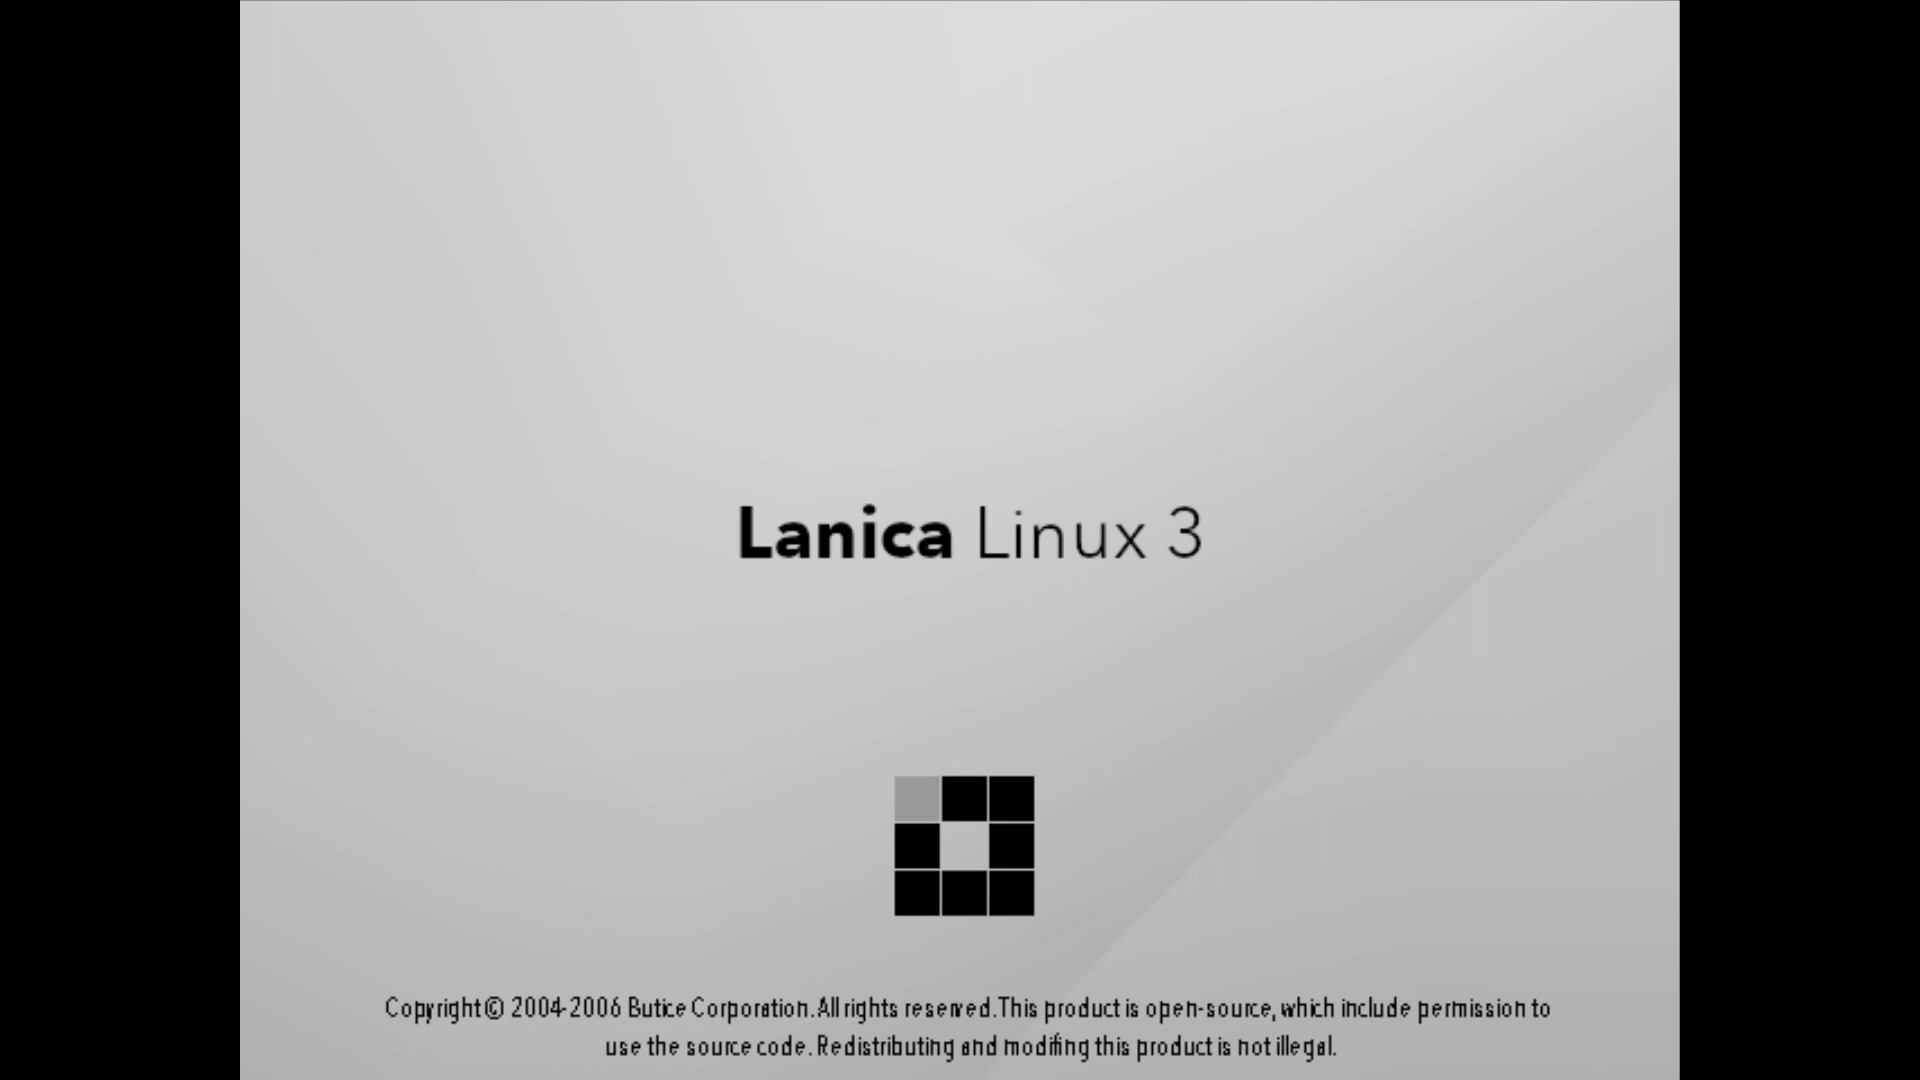 Lanica Linux 3
Copyright © 2004-2006 Butice Corporation. All rights reserved. This product is open-source, which include permission to
use the source code. Redistributing and modifing this product is not illegal.